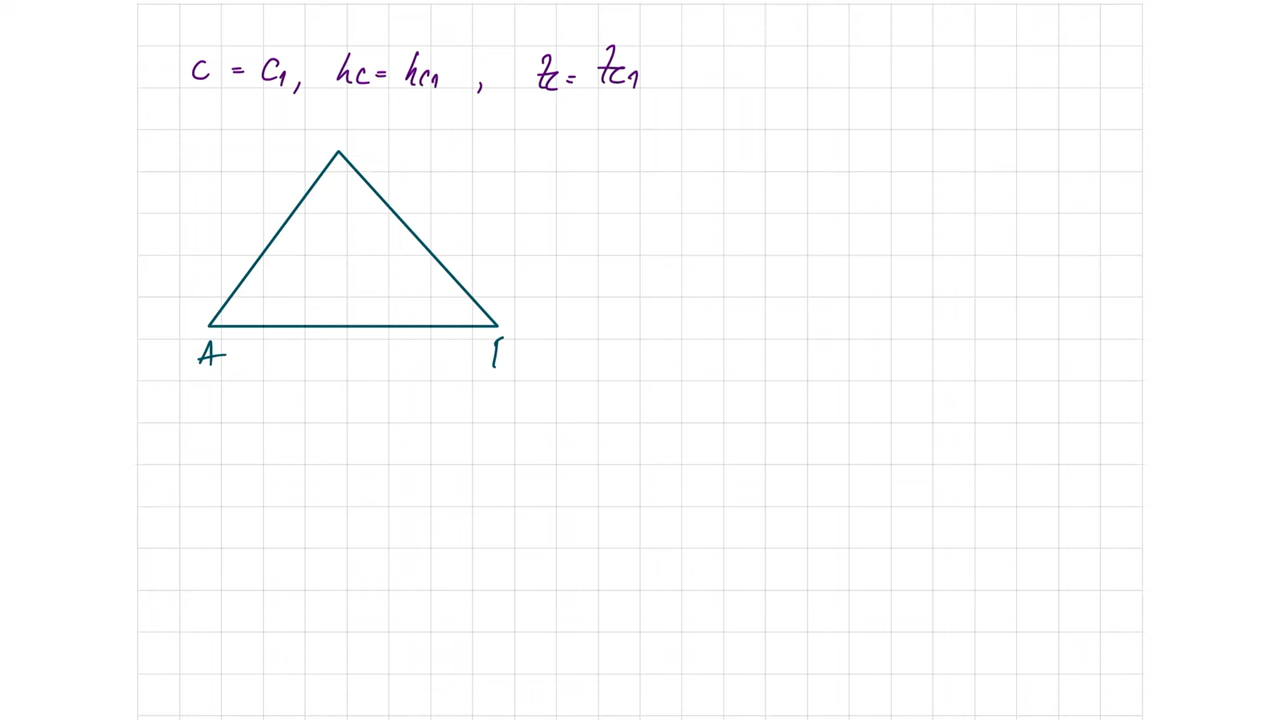 c = c₁, hc = hc₁, tc = tc₁
A